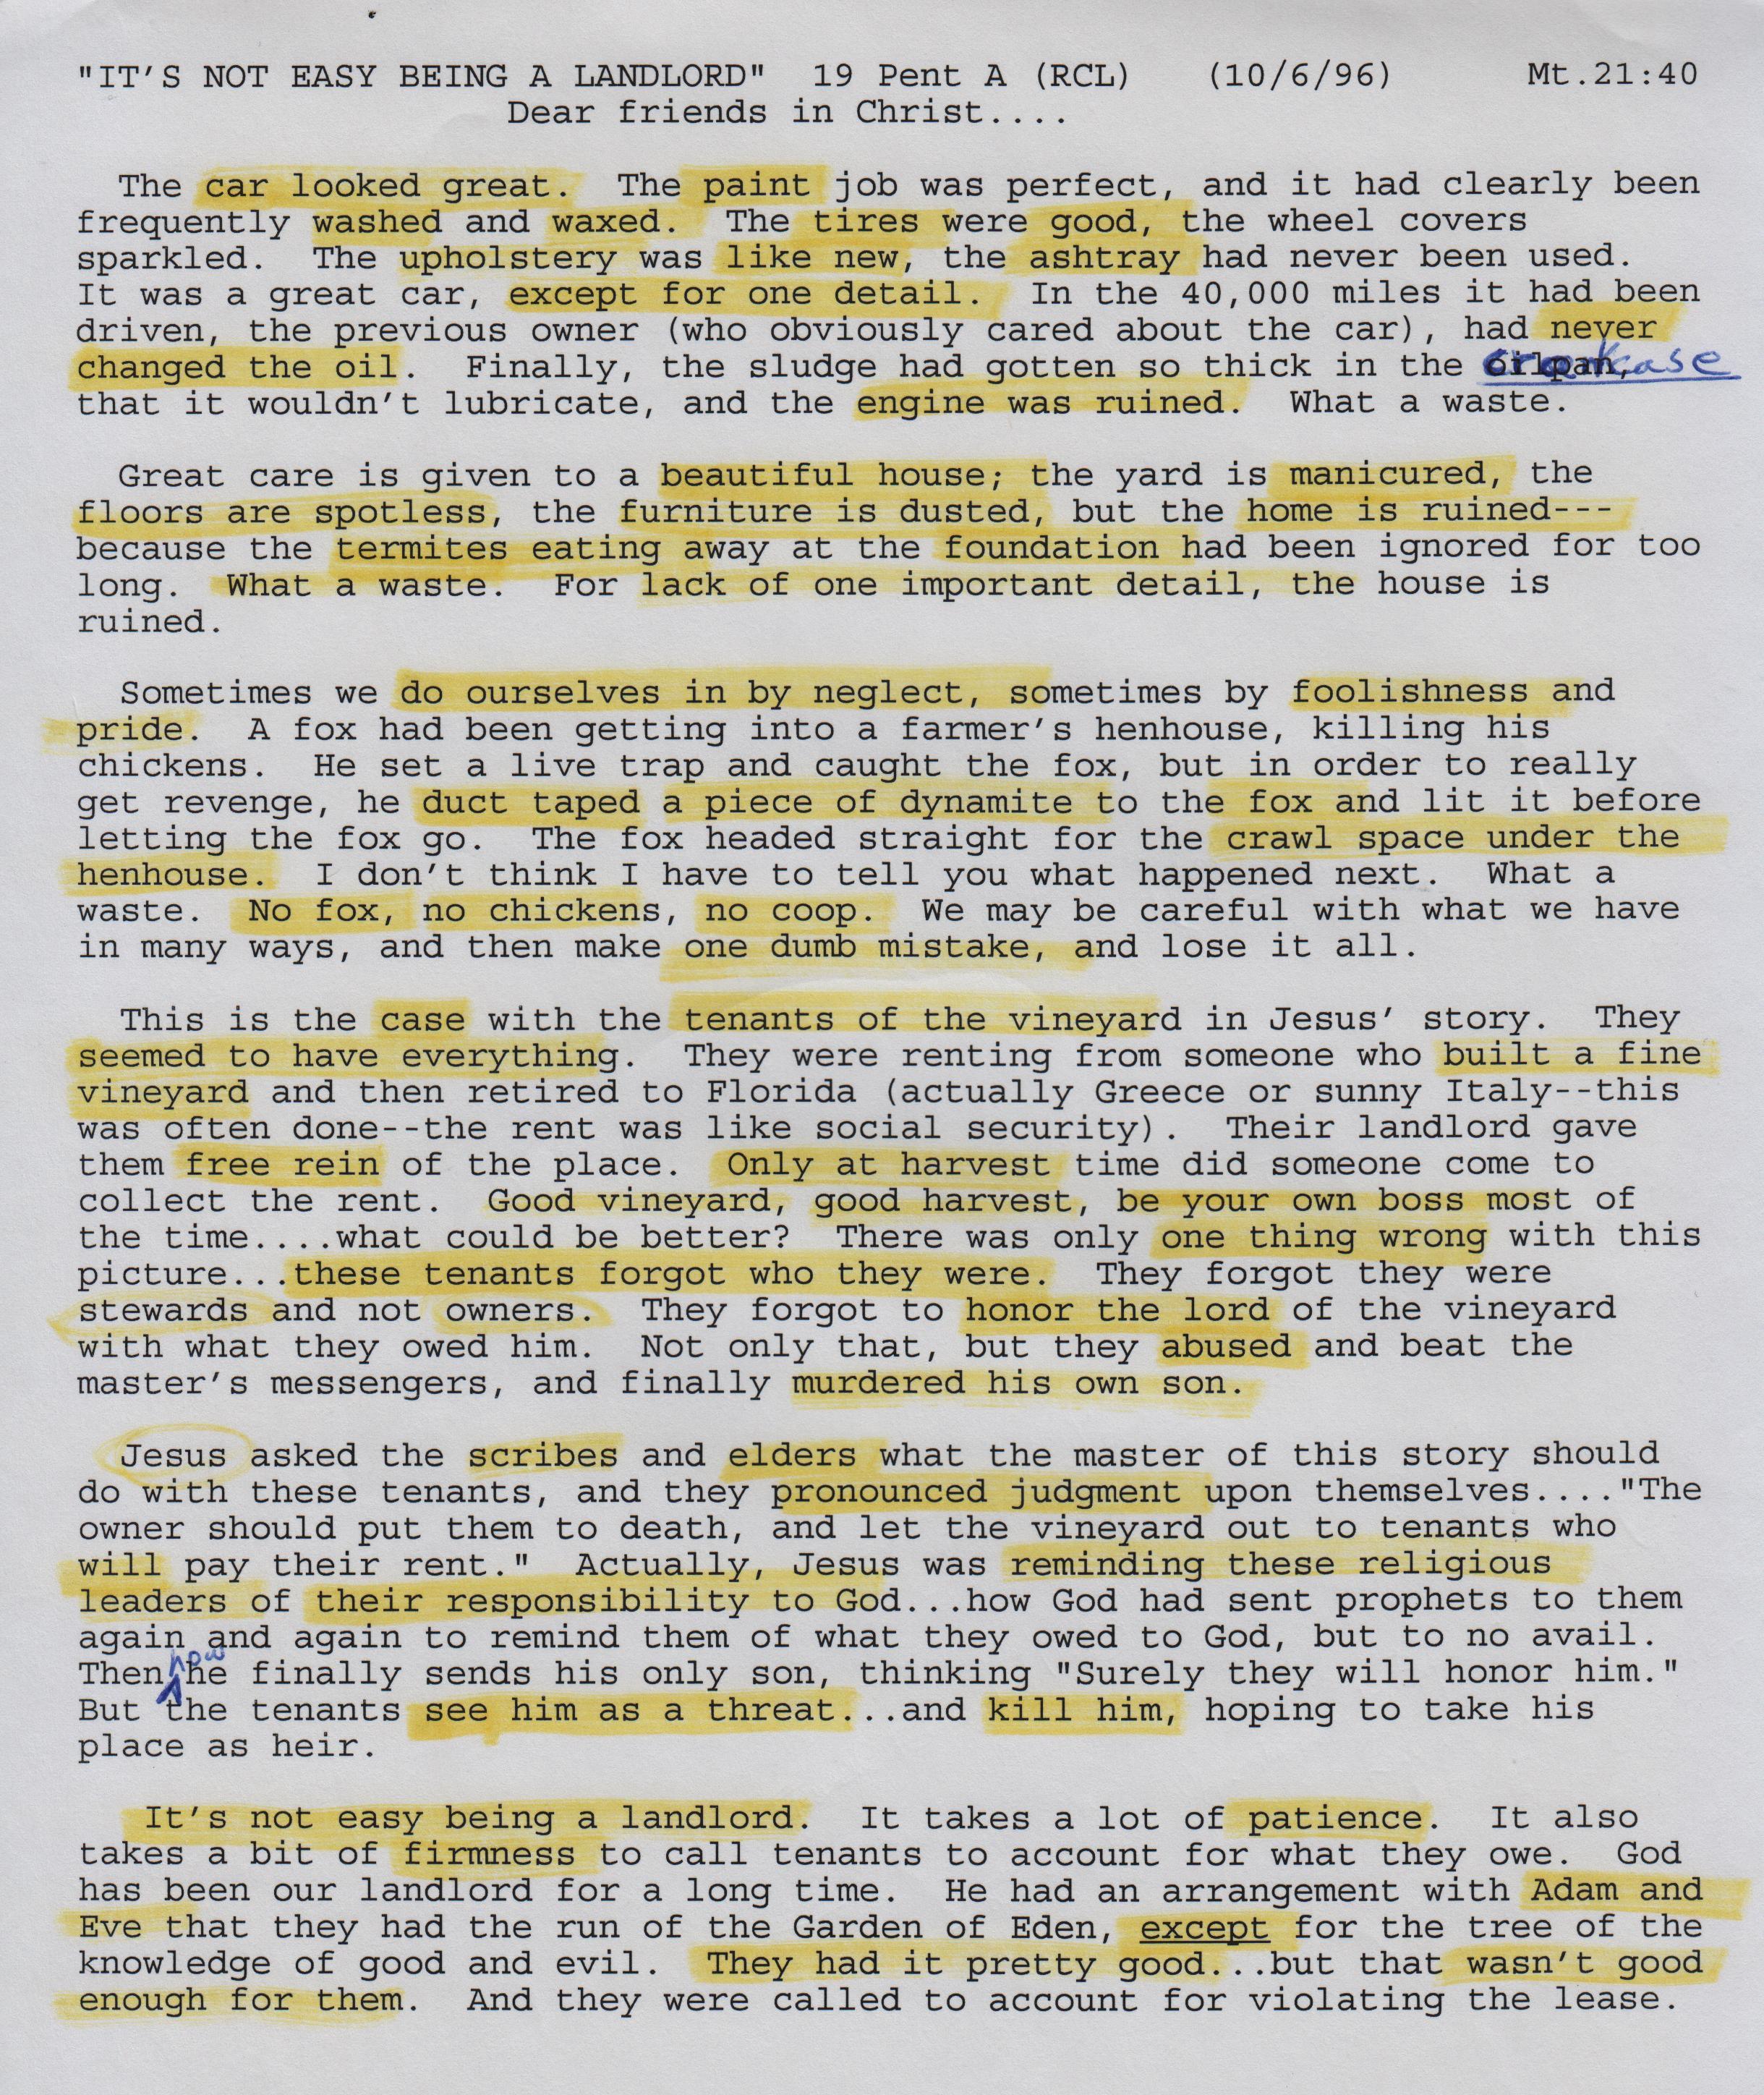 "IT'S NOT EASY BEING A LANDLORD"  19 Pent A (RCL)   (10/6/96)      Mt.21:40
Dear friends in Christ....
The car looked great.  The paint job was perfect, and it had clearly been
frequently washed and waxed.  The tires were good, the wheel covers
sparkled.  The upholstery was like new, the ashtray had never been used.
It was a great car, except for one detail.  In the 40,000 miles it had been
driven, the previous owner (who obviously cared about the car), had never
changed the oil.  Finally, the sludge had gotten so thick in the crankcase
that it wouldn't lubricate, and the engine was ruined.  What a waste.
Great care is given to a beautiful house; the yard is manicured, the
floors are spotless, the furniture is dusted, but the home is ruined---
because the termites eating away at the foundation had been ignored for too
long.  What a waste.  For lack of one important detail, the house is
ruined.
Sometimes we do ourselves in by neglect, sometimes by foolishness and
pride.  A fox had been getting into a farmer's henhouse, killing his
chickens.  He set a live trap and caught the fox, but in order to really
get revenge, he duct taped a piece of dynamite to the fox and lit it before
letting the fox go.  The fox headed straight for the crawl space under the
henhouse.  I don't think I have to tell you what happened next.  What a
waste.  No fox, no chickens, no coop.  We may be careful with what we have
in many ways, and then make one dumb mistake, and lose it all.
This is the case with the tenants of the vineyard in Jesus' story.  They
seemed to have everything.  They were renting from someone who built a fine
vineyard and then retired to Florida (actually Greece or sunny Italy--this
was often done--the rent was like social security).  Their landlord gave
them free rein of the place.  Only at harvest time did someone come to
collect the rent.  Good vineyard, good harvest, be your own boss most of
the time....what could be better?  There was only one thing wrong with this
picture...these tenants forgot who they were.  They forgot they were
stewards and not owners.  They forgot to honor the lord of the vineyard
with what they owed him.  Not only that, but they abused and beat the
master's messengers, and finally murdered his own son.
Jesus asked the scribes and elders what the master of this story should
do with these tenants, and they pronounced judgment upon themselves...."The
owner should put them to death, and let the vineyard out to tenants who
will pay their rent."  Actually, Jesus was reminding these religious
leaders of their responsibility to God...how God had sent prophets to them
again and again to remind them of what they owed to God, but to no avail.
Then how he finally sends his only son, thinking "Surely they will honor him."
But the tenants see him as a threat...and kill him, hoping to take his
place as heir.
It's not easy being a landlord.  It takes a lot of patience.  It also
takes a bit of firmness to call tenants to account for what they owe.  God
has been our landlord for a long time.  He had an arrangement with Adam and
Eve that they had the run of the Garden of Eden, except for the tree of the
knowledge of good and evil.  They had it pretty good...but that wasn't good
enough for them.  And they were called to account for violating the lease.